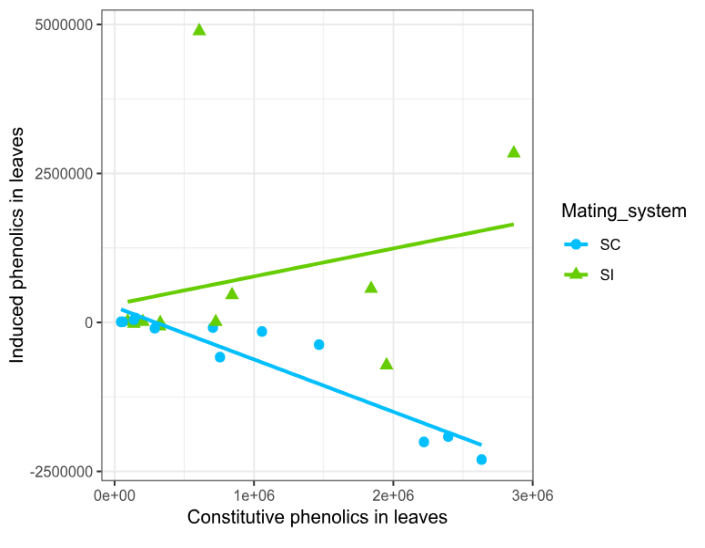 5000000
2500000
0
-2500000
Induced phenolics in leaves
0e+00 1e+06 2e+06 3e+06
Constitutive phenolics in leaves
Mating_system
SC
SI